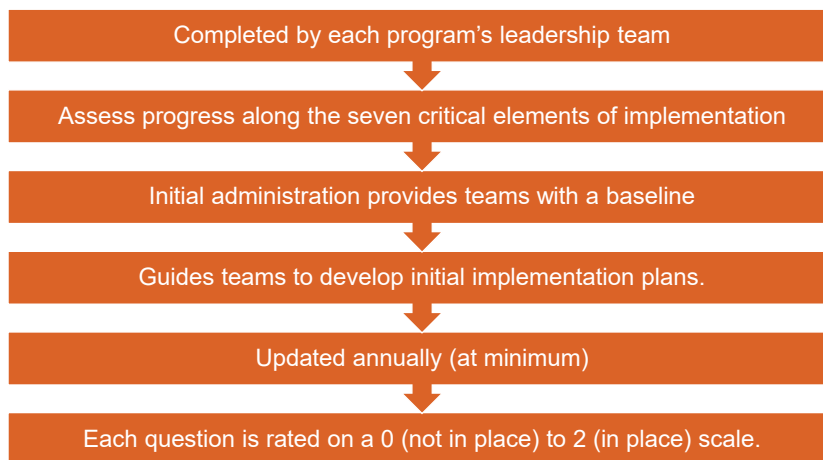 Completed by each program’s leadership team
Assess progress along the seven critical elements of implementation
Initial administration provides teams with a baseline
Guides teams to develop initial implementation plans.
Updated annually (at minimum)
Each question is rated on a 0 (not in place) to 2 (in place) scale.